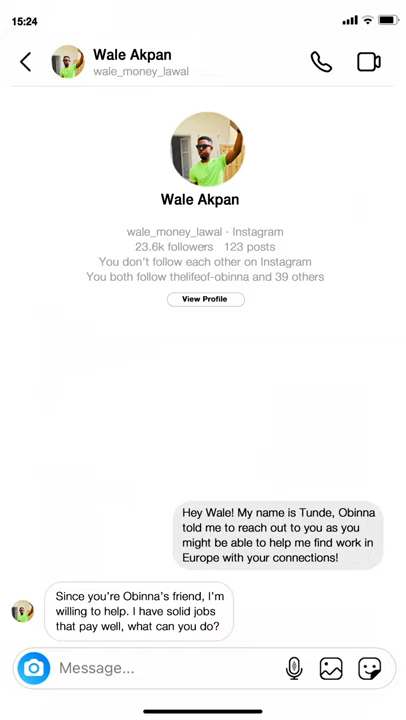 15:24
Wale Akpan
wale_money_lawal
Wale Akpan
wale_money_lawal · Instagram
23.6k followers 123 posts
You don't follow each other on Instagram
You both follow thelifeof-obinna and 39 others
View Profile
Hey Wale! My name is Tunde, Obinna
told me to reach out to you as you
might be able to help me find work in
Europe with your connections!
Since you're Obinna's friend, I'm
willing to help. I have solid jobs
that pay well, what can you do?
Message...